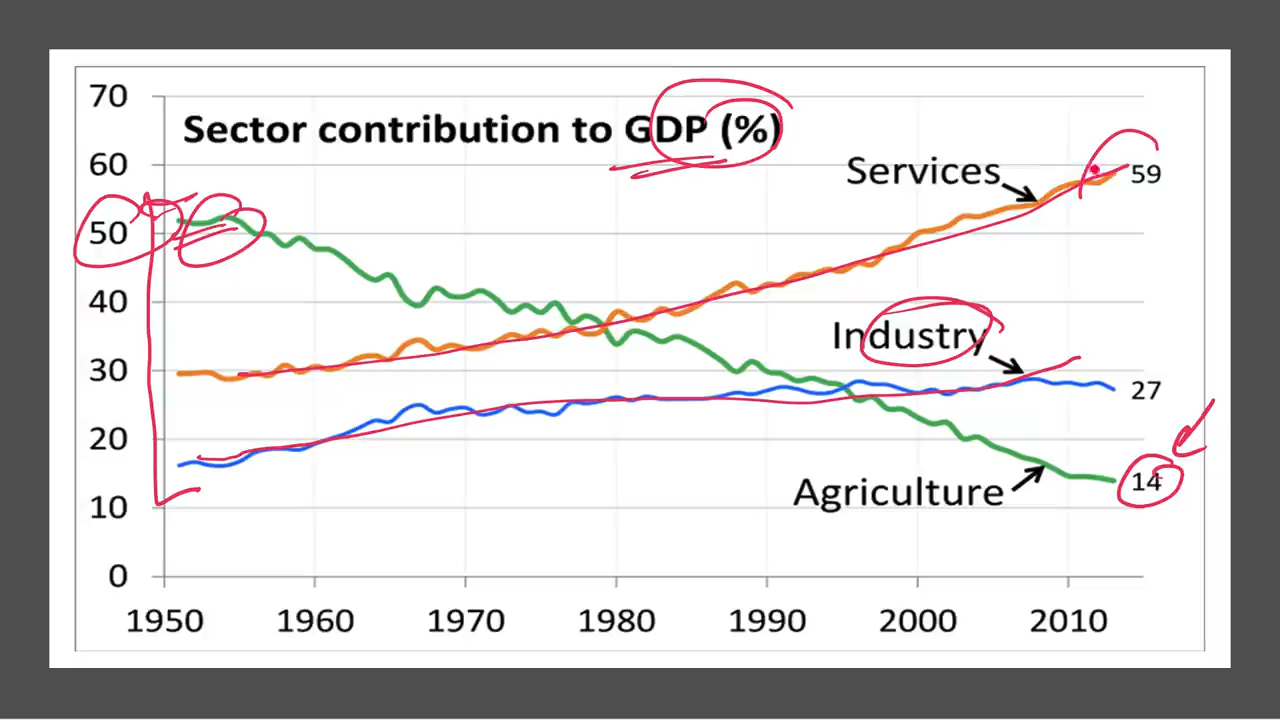 70
Sector contribution to GDP (%)
60
Services
59
50
40
Industry
30
27
20
14
Agriculture
10
0
1950 1960 1970 1980 1990 2000 2010